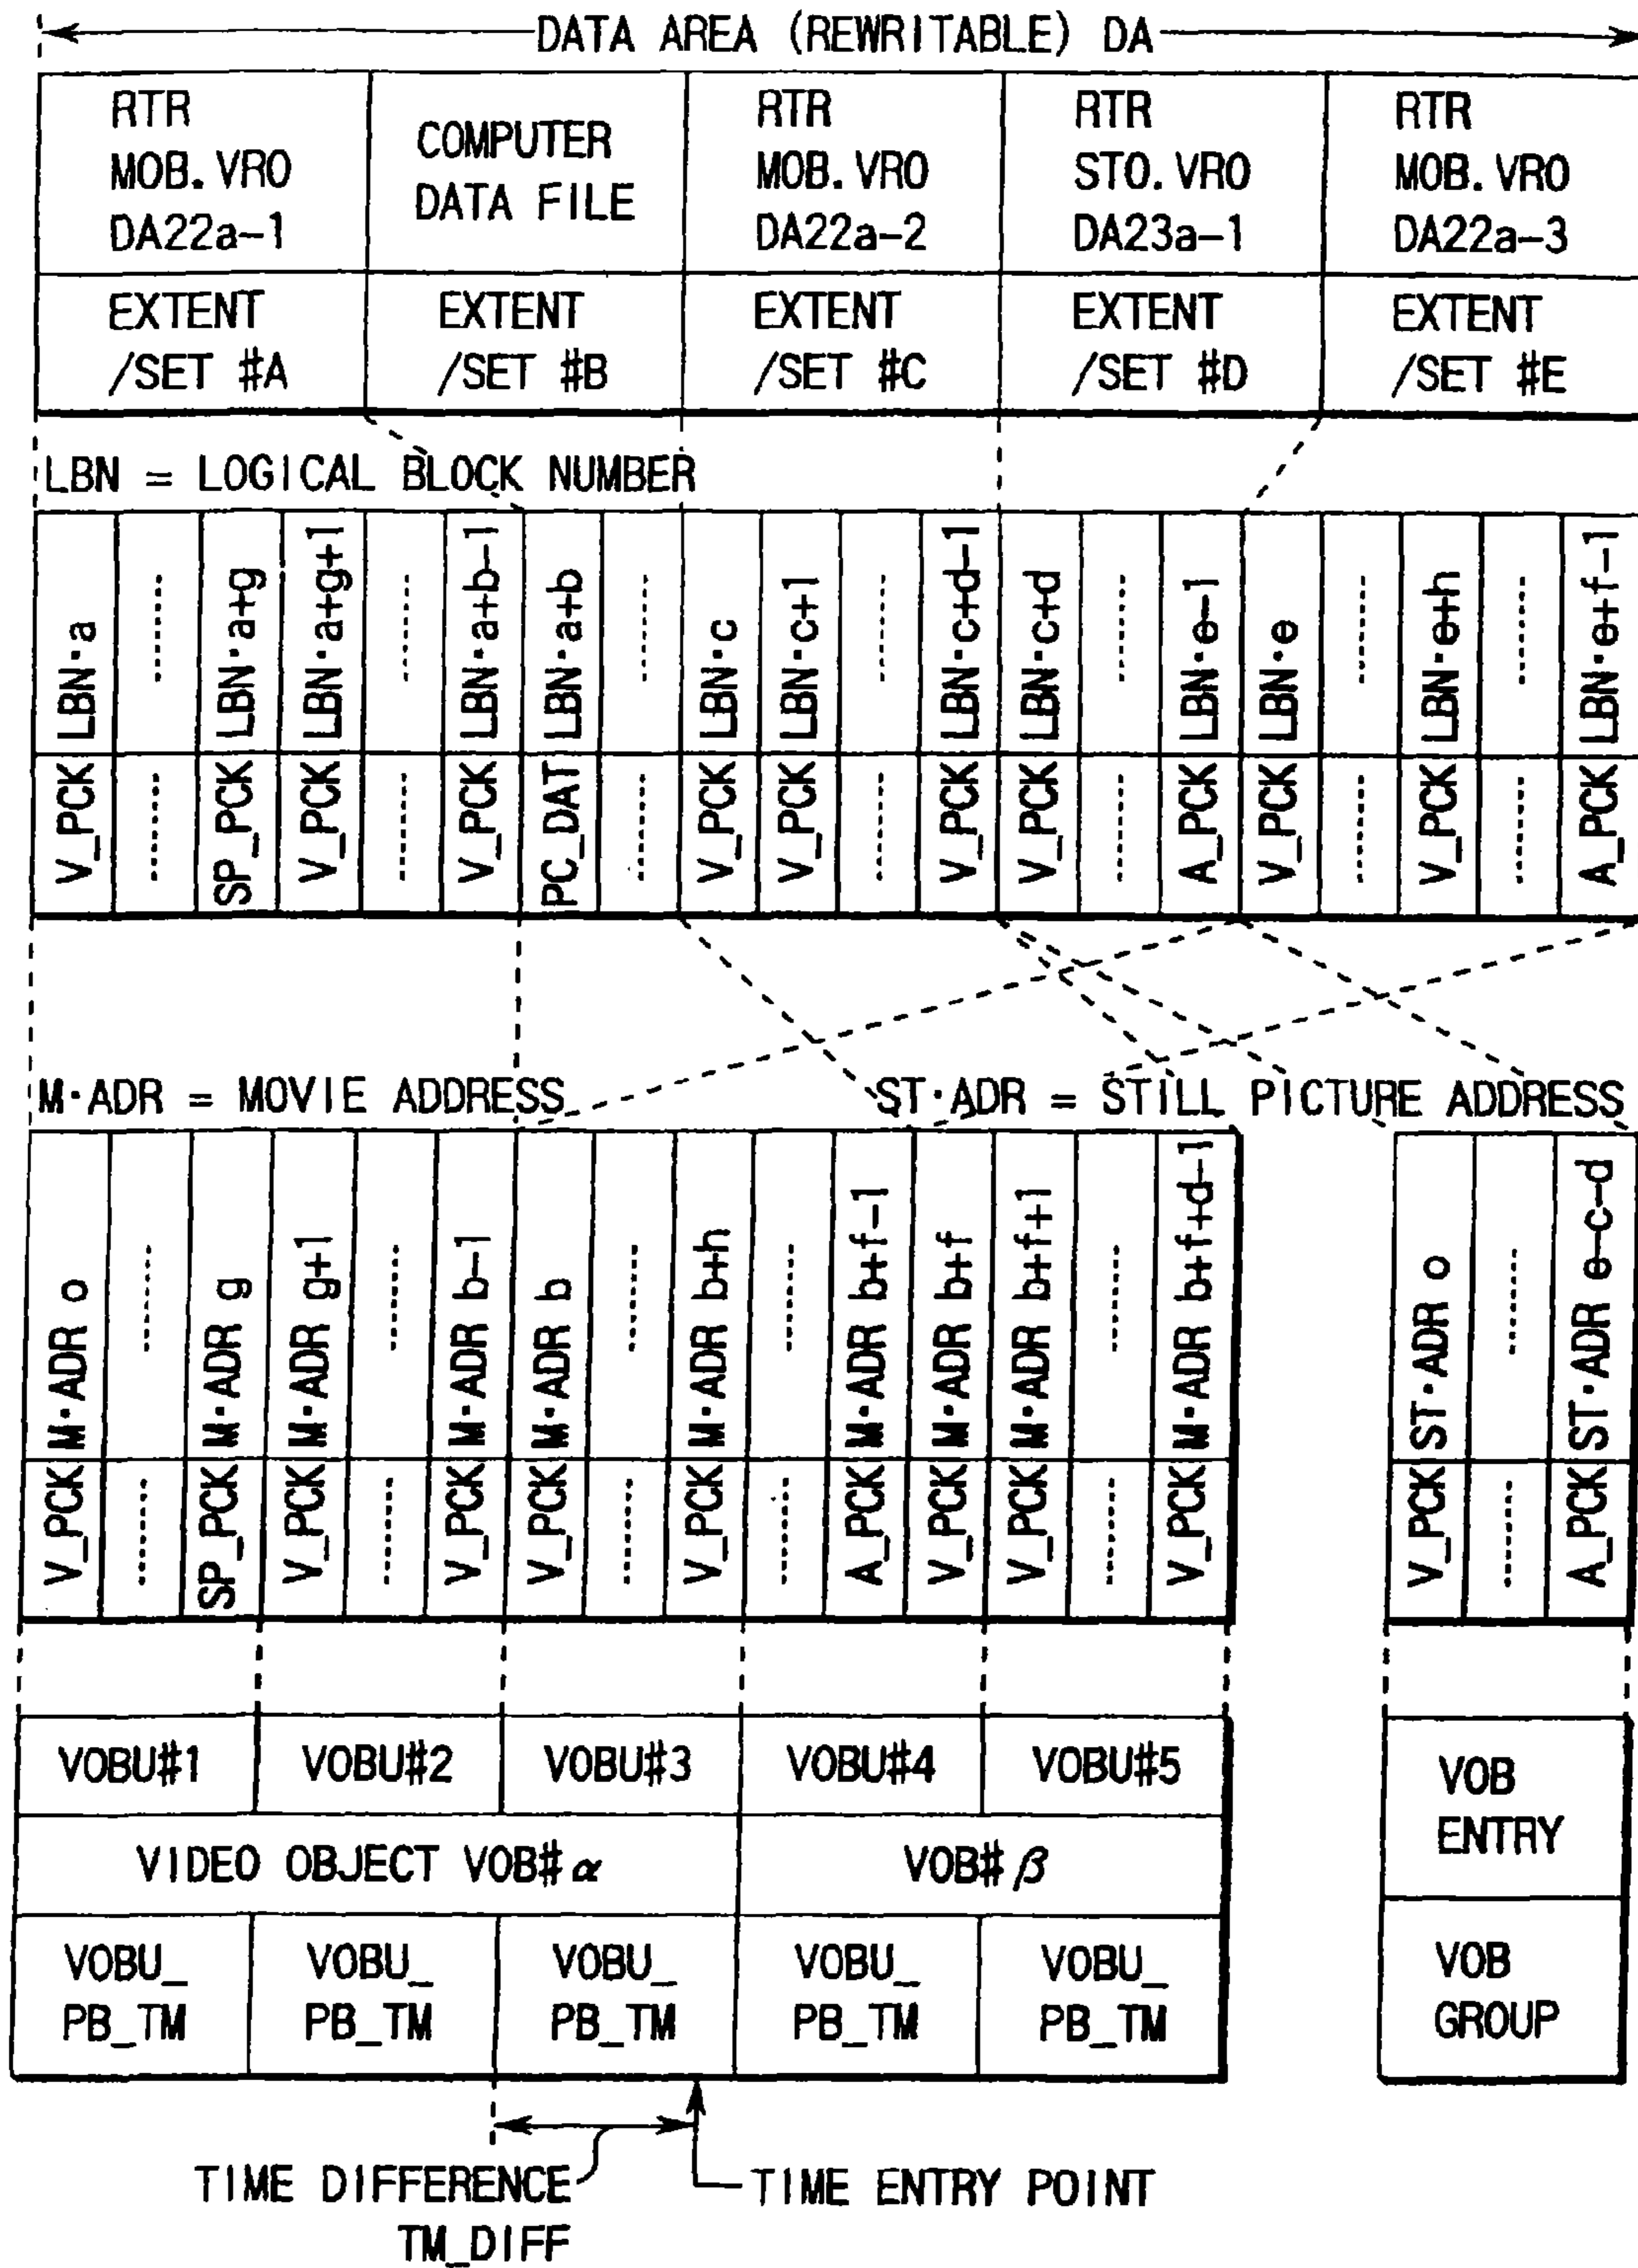 DATA AREA (REWRITABLE) DA
RTR
MOB.VRO
DA22a-1
COMPUTER
DATA FILE
RTR
MOB.VRO
DA22a-2
RTR
STO.VRO
DA23a-1
RTR
MOB.VRO
DA22a-3
EXTENT
/SET #A
EXTENT
/SET #B
EXTENT
/SET #C
EXTENT
/SET #D
EXTENT
/SET #E
LBN = LOGICAL BLOCK NUMBER
V_PCK LBN·a
SP_PCK LBN·a+g
V_PCK LBN·a+g+1
V_PCK LBN·a+b-1
PC_DAT LBN·a+b
V_PCK LBN·c
V_PCK LBN·c+1
V_PCK LBN·c+d-1
V_PCK LBN·c+d
A_PCK LBN·e-1
V_PCK LBN·e
V_PCK LBN·e+h
A_PCK LBN·e+f-1
M·ADR = MOVIE ADDRESS
ST·ADR = STILL PICTURE ADDRESS
V_PCK M·ADR o
SP_PCK M·ADR g
V_PCK M·ADR g+1
V_PCK M·ADR b-1
V_PCK M·ADR b
V_PCK M·ADR b+h
A_PCK M·ADR b+f-1
V_PCK M·ADR b+f
V_PCK M·ADR b+f+1
V_PCK M·ADR b+f+d-1
V_PCK ST·ADR o
A_PCK ST·ADR e-c-d
VOBU#1
VOBU#2
VOBU#3
VOBU#4
VOBU#5
VOB
ENTRY
VIDEO OBJECT VOB#α
VOB#β
VOBU_
PB_TM
VOBU_
PB_TM
VOBU_
PB_TM
VOBU_
PB_TM
VOBU_
PB_TM
VOB
GROUP
TIME DIFFERENCE
TM_DIFF
TIME ENTRY POINT